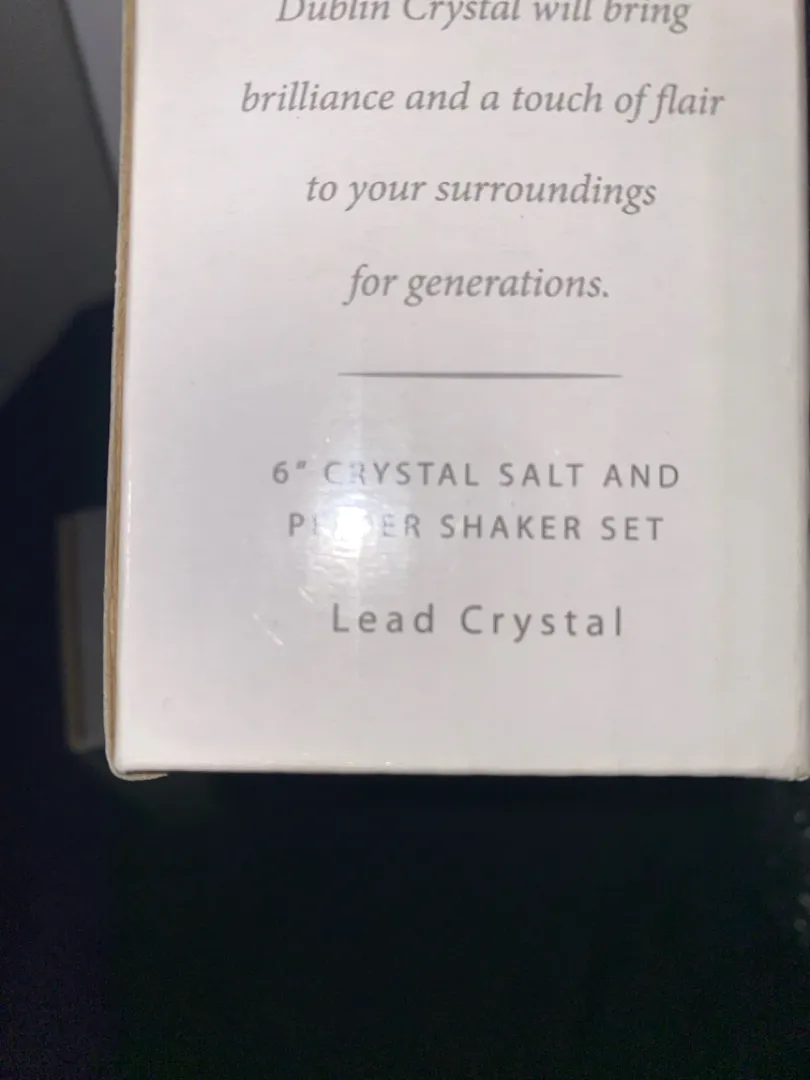 Dublin Crystal will bring
brilliance and a touch of flair
to your surroundings
for generations.
6" CRYSTAL SALT AND
PEPPER SHAKER SET
Lead Crystal